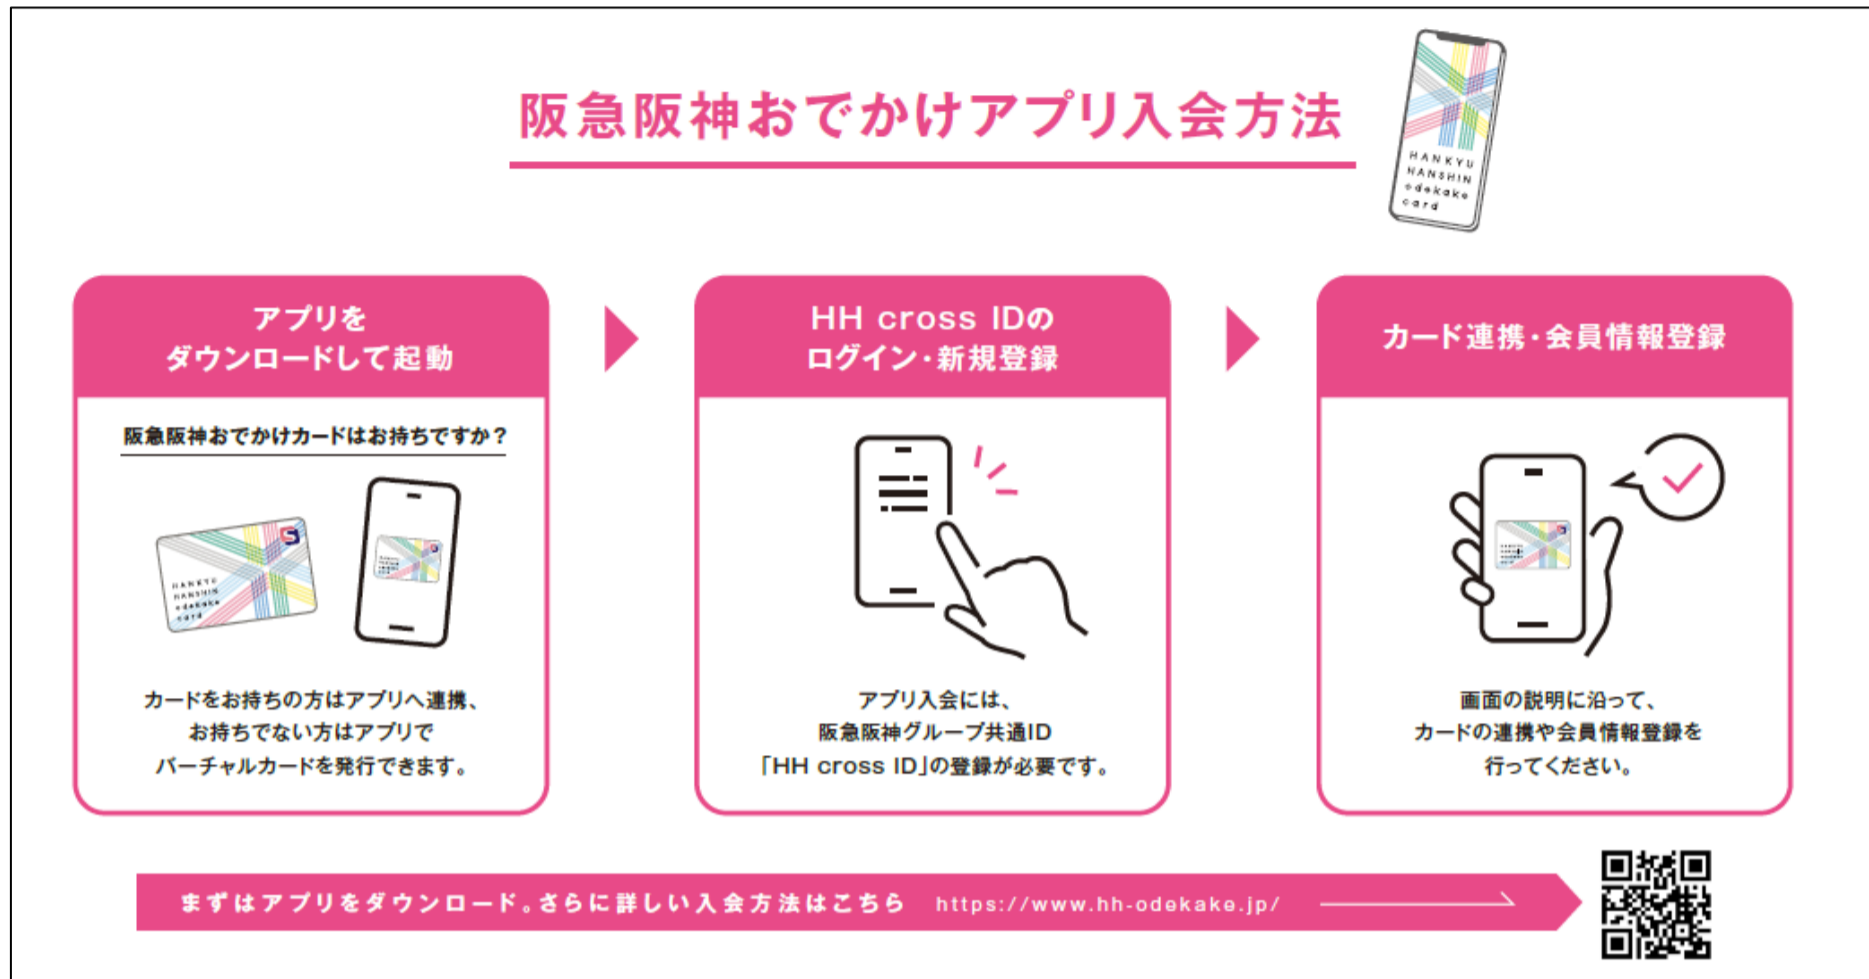 阪急阪神おでかけアプリ入会方法
HANKYU
HANSHIN
odekake
card
アプリを
ダウンロードして起動
阪急阪神おでかけカードはお持ちですか？
S
HANKYU
HANSHIN
odekake
card
カードをお持ちの方はアプリへ連携、
お持ちでない方はアプリで
バーチャルカードを発行できます。
HH cross IDの
ログイン・新規登録
アプリ入会には、
阪急阪神グループ共通ID
「HH cross ID」の登録が必要です。
カード連携・会員情報登録
画面の説明に沿って、
カードの連携や会員情報登録を
行ってください。
まずはアプリをダウンロード。さらに詳しい入会方法はこちら https://www.hh-odekake.jp/